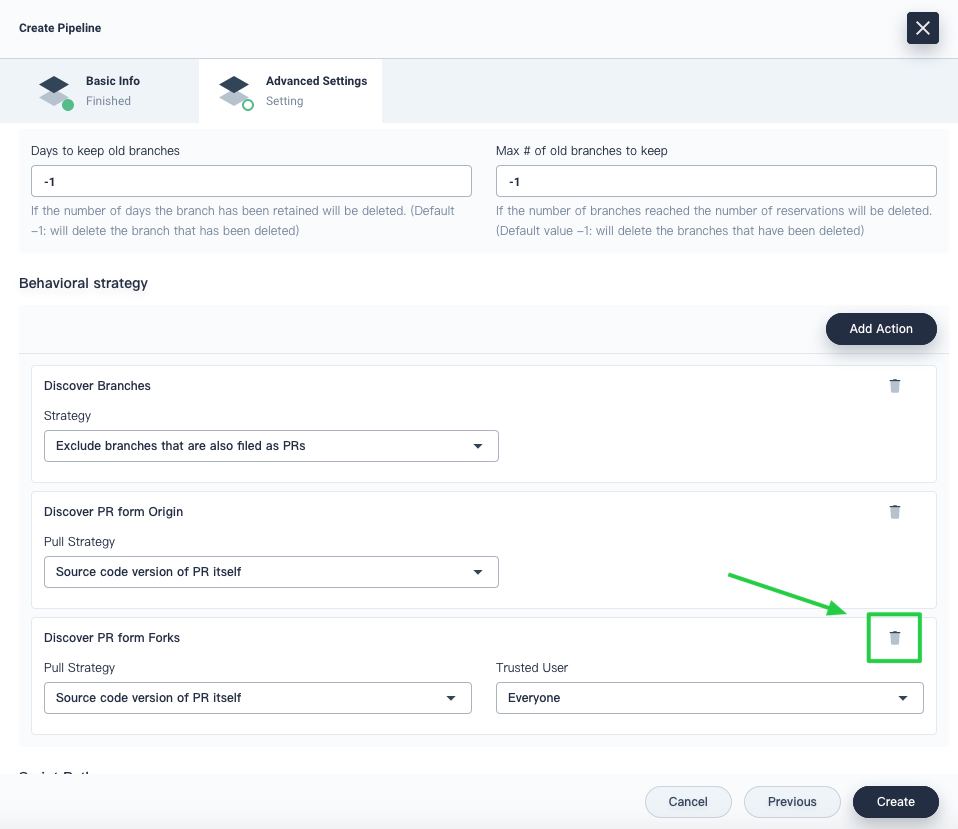 Create Pipeline
Basic Info
Finished
Advanced Settings
Setting
Days to keep old branches
-1
If the number of days the branch has been retained will be deleted. (Default
–1: will delete the branch that has been deleted)
Max # of old branches to keep
-1
If the number of branches reached the number of reservations will be deleted.
(Default value –1: will delete the branches that have been deleted)
Behavioral strategy
Add Action
Discover Branches
Strategy
Exclude branches that are also filed as PRs
Discover PR form Origin
Pull Strategy
Source code version of PR itself
Discover PR form Forks
Pull Strategy
Source code version of PR itself
Trusted User
Everyone
Cancel
Previous
Create